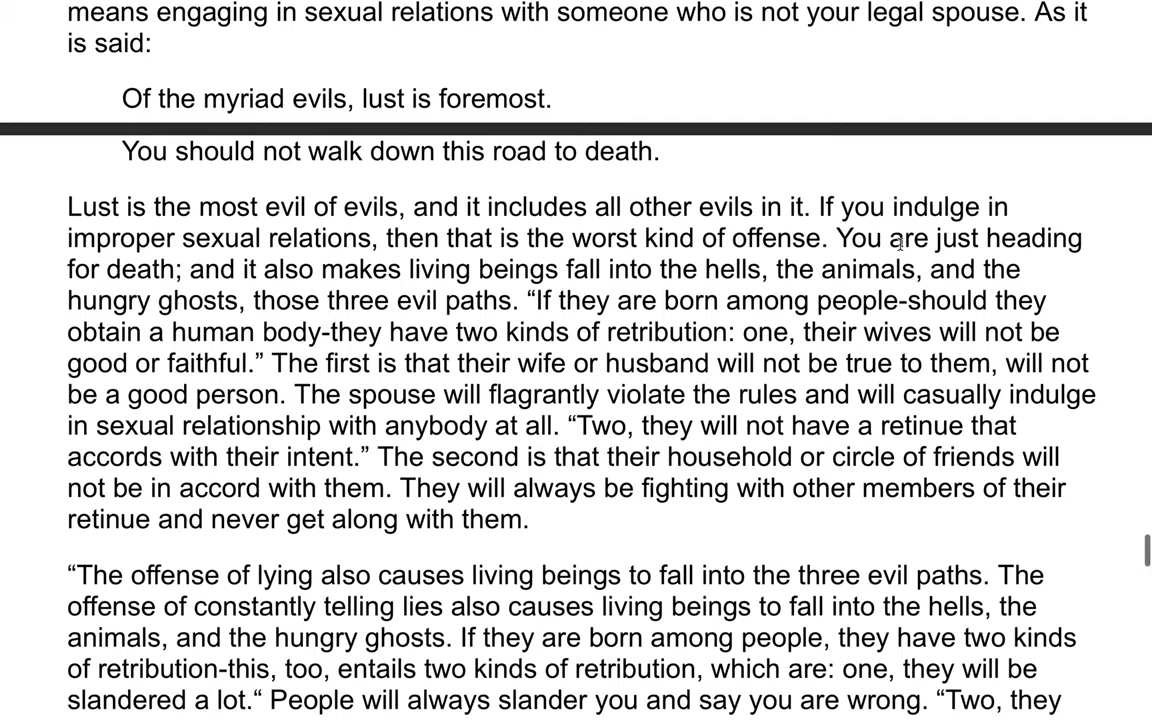 means engaging in sexual relations with someone who is not your legal spouse. As it
is said:
Of the myriad evils, lust is foremost.
You should not walk down this road to death.
Lust is the most evil of evils, and it includes all other evils in it. If you indulge in
improper sexual relations, then that is the worst kind of offense. You are just heading
for death; and it also makes living beings fall into the hells, the animals, and the
hungry ghosts, those three evil paths. “If they are born among people-should they
obtain a human body-they have two kinds of retribution: one, their wives will not be
good or faithful.” The first is that their wife or husband will not be true to them, will not
be a good person. The spouse will flagrantly violate the rules and will casually indulge
in sexual relationship with anybody at all. “Two, they will not have a retinue that
accords with their intent.” The second is that their household or circle of friends will
not be in accord with them. They will always be fighting with other members of their
retinue and never get along with them.
“The offense of lying also causes living beings to fall into the three evil paths. The
offense of constantly telling lies also causes living beings to fall into the hells, the
animals, and the hungry ghosts. If they are born among people, they have two kinds
of retribution-this, too, entails two kinds of retribution, which are: one, they will be
slandered a lot.“ People will always slander you and say you are wrong. “Two, they